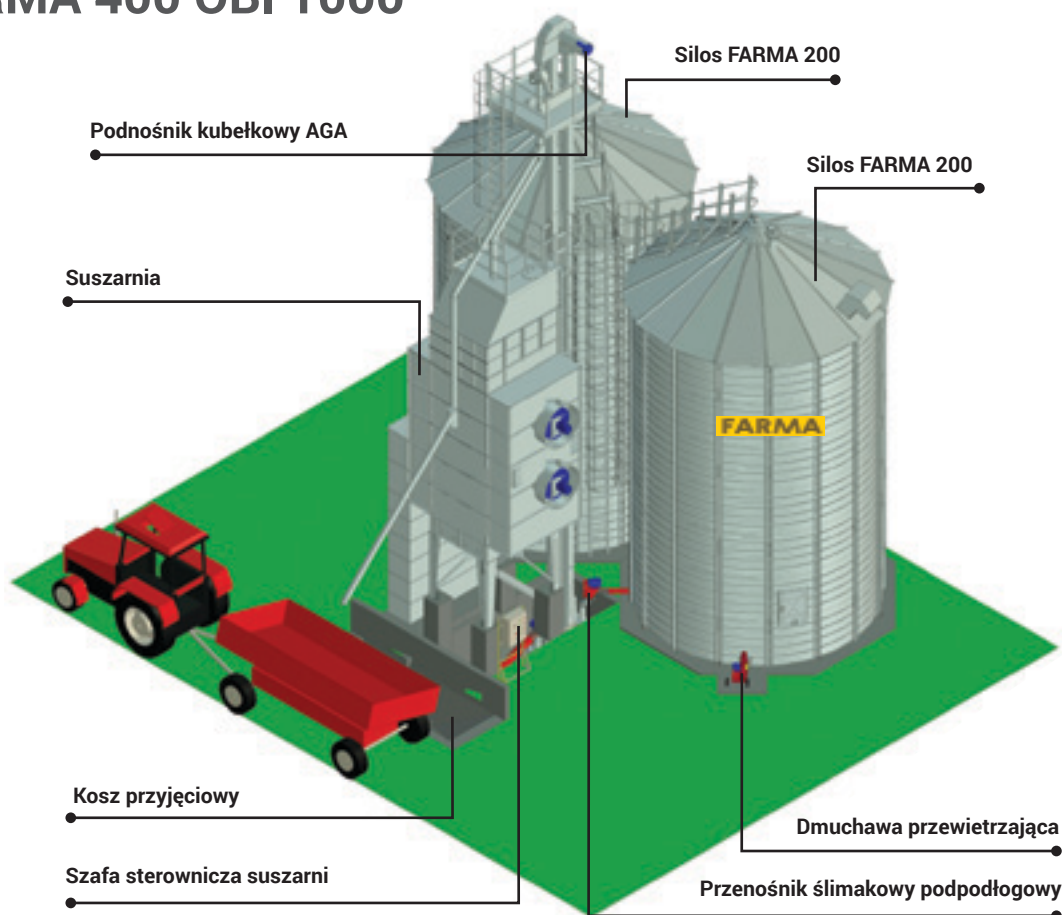 Silos FARMA 200
Podnośnik kubełkowy AGA
Silos FARMA 200
Suszarnia
FARMA
Kosz przyjęciowy
Dmuchawa przewietrzająca
Szafa sterownicza suszarni
Przenośnik ślimakowy podpodłogowy